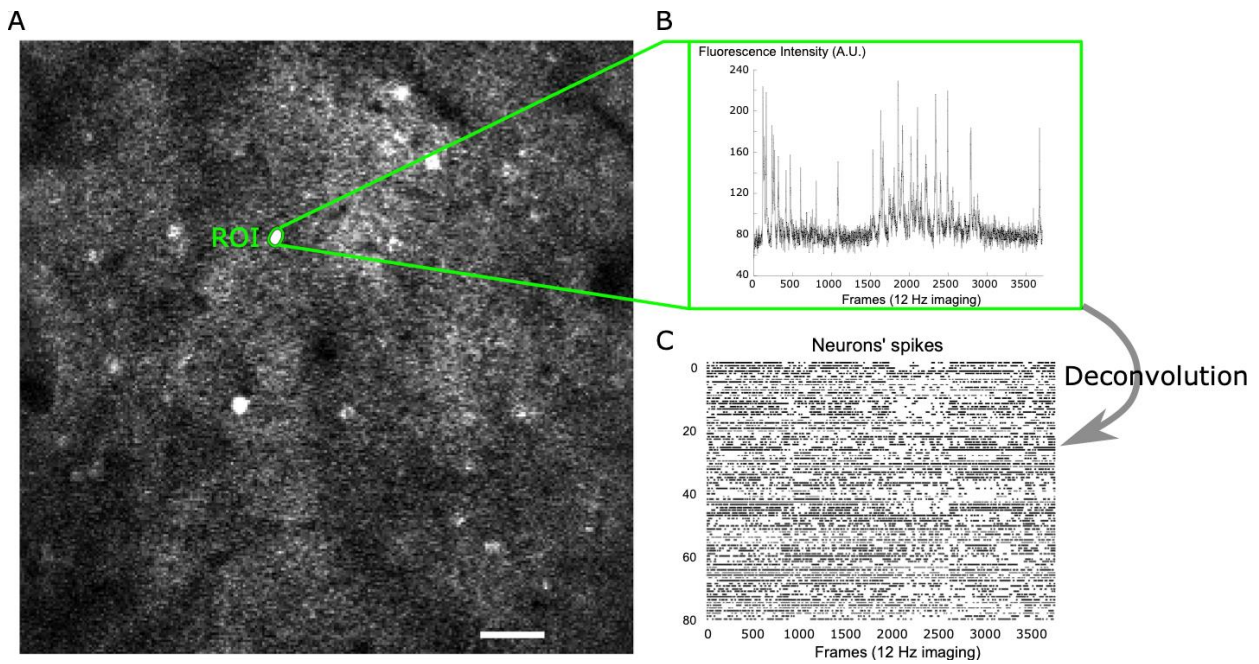 A
ROI
B
Fluorescence Intensity (A.U.)
240
200
160
120
80
40
0 500 1000 1500 2000 2500 3000 3500
Frames (12 Hz imaging)
C
Neurons' spikes
0
20
40
60
80
0 500 1000 1500 2000 2500 3000 3500
Frames (12 Hz imaging)
Deconvolution